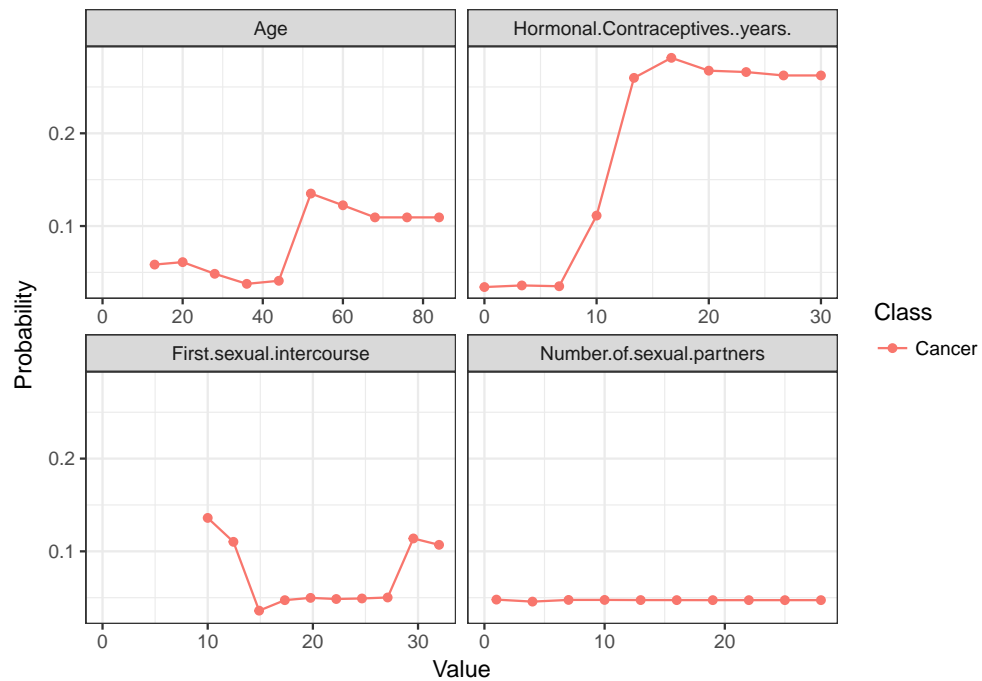 Age
Hormonal.Contraceptives..years.
0.2
0.1
0 20 40 60 80
0 10 20 30
First.sexual.intercourse
Number.of.sexual.partners
0.2
0.1
0 10 20 30
0 10 20
Probability
Value
Class
Cancer